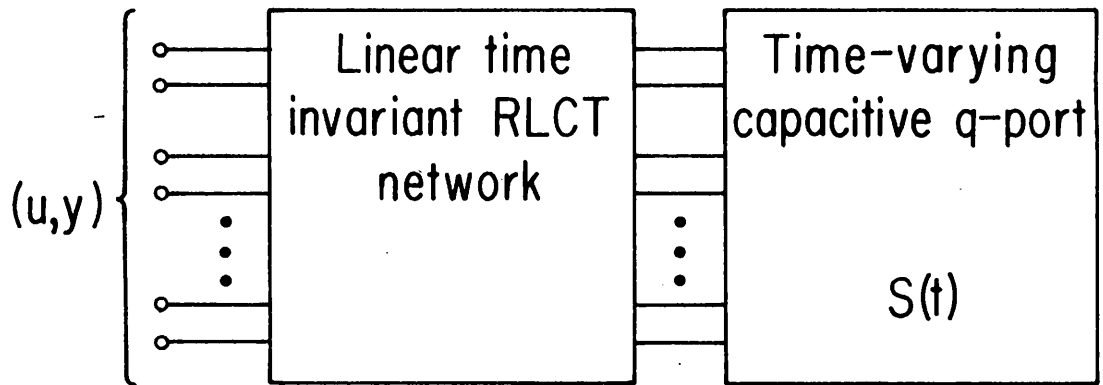 Linear time
invariant RLCT
network
Time-varying
capacitive q-port
(u,y)
S(t)